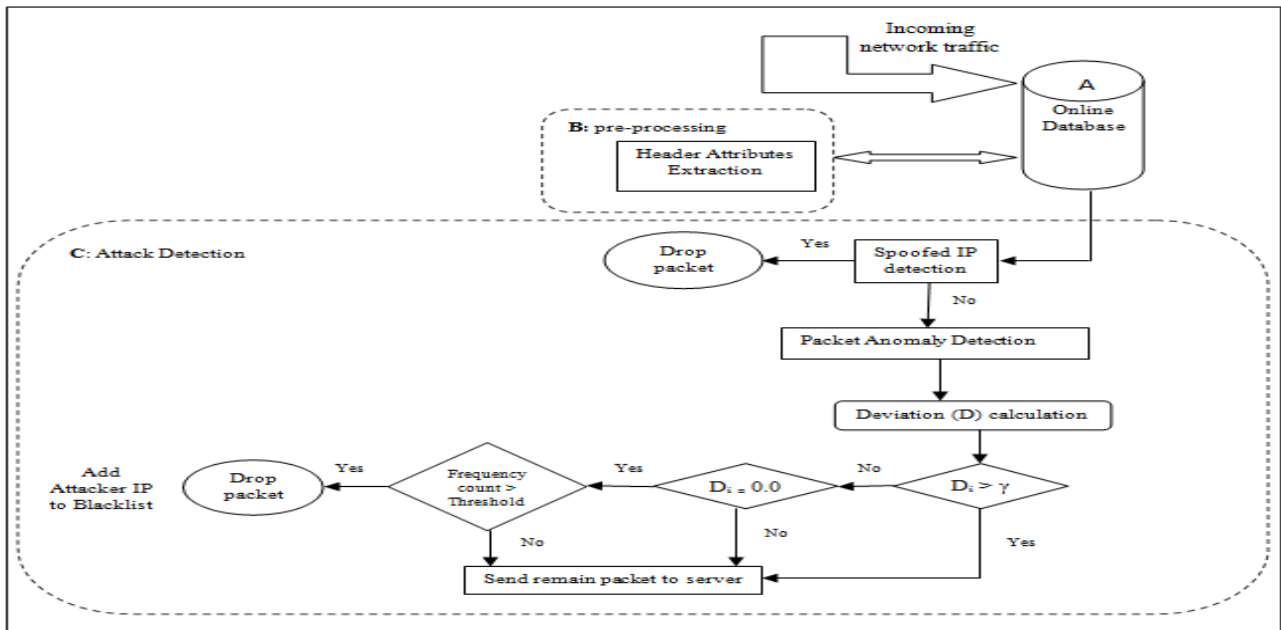 Incoming
network traffic
A
Online
Database
B: pre-processing
Header Attributes
Extraction
C: Attack Detection
Drop
packet
Yes
Spoofed IP
detection
No
Packet Anomaly Detection
Deviation (D) calculation
Add
Attacker IP
to Blacklist
Drop
packet
Yes
Frequency
count >
Threshold
Yes
Dᵢ = 0.0
No
Dᵢ > γ
No
No
Yes
Send remain packet to server